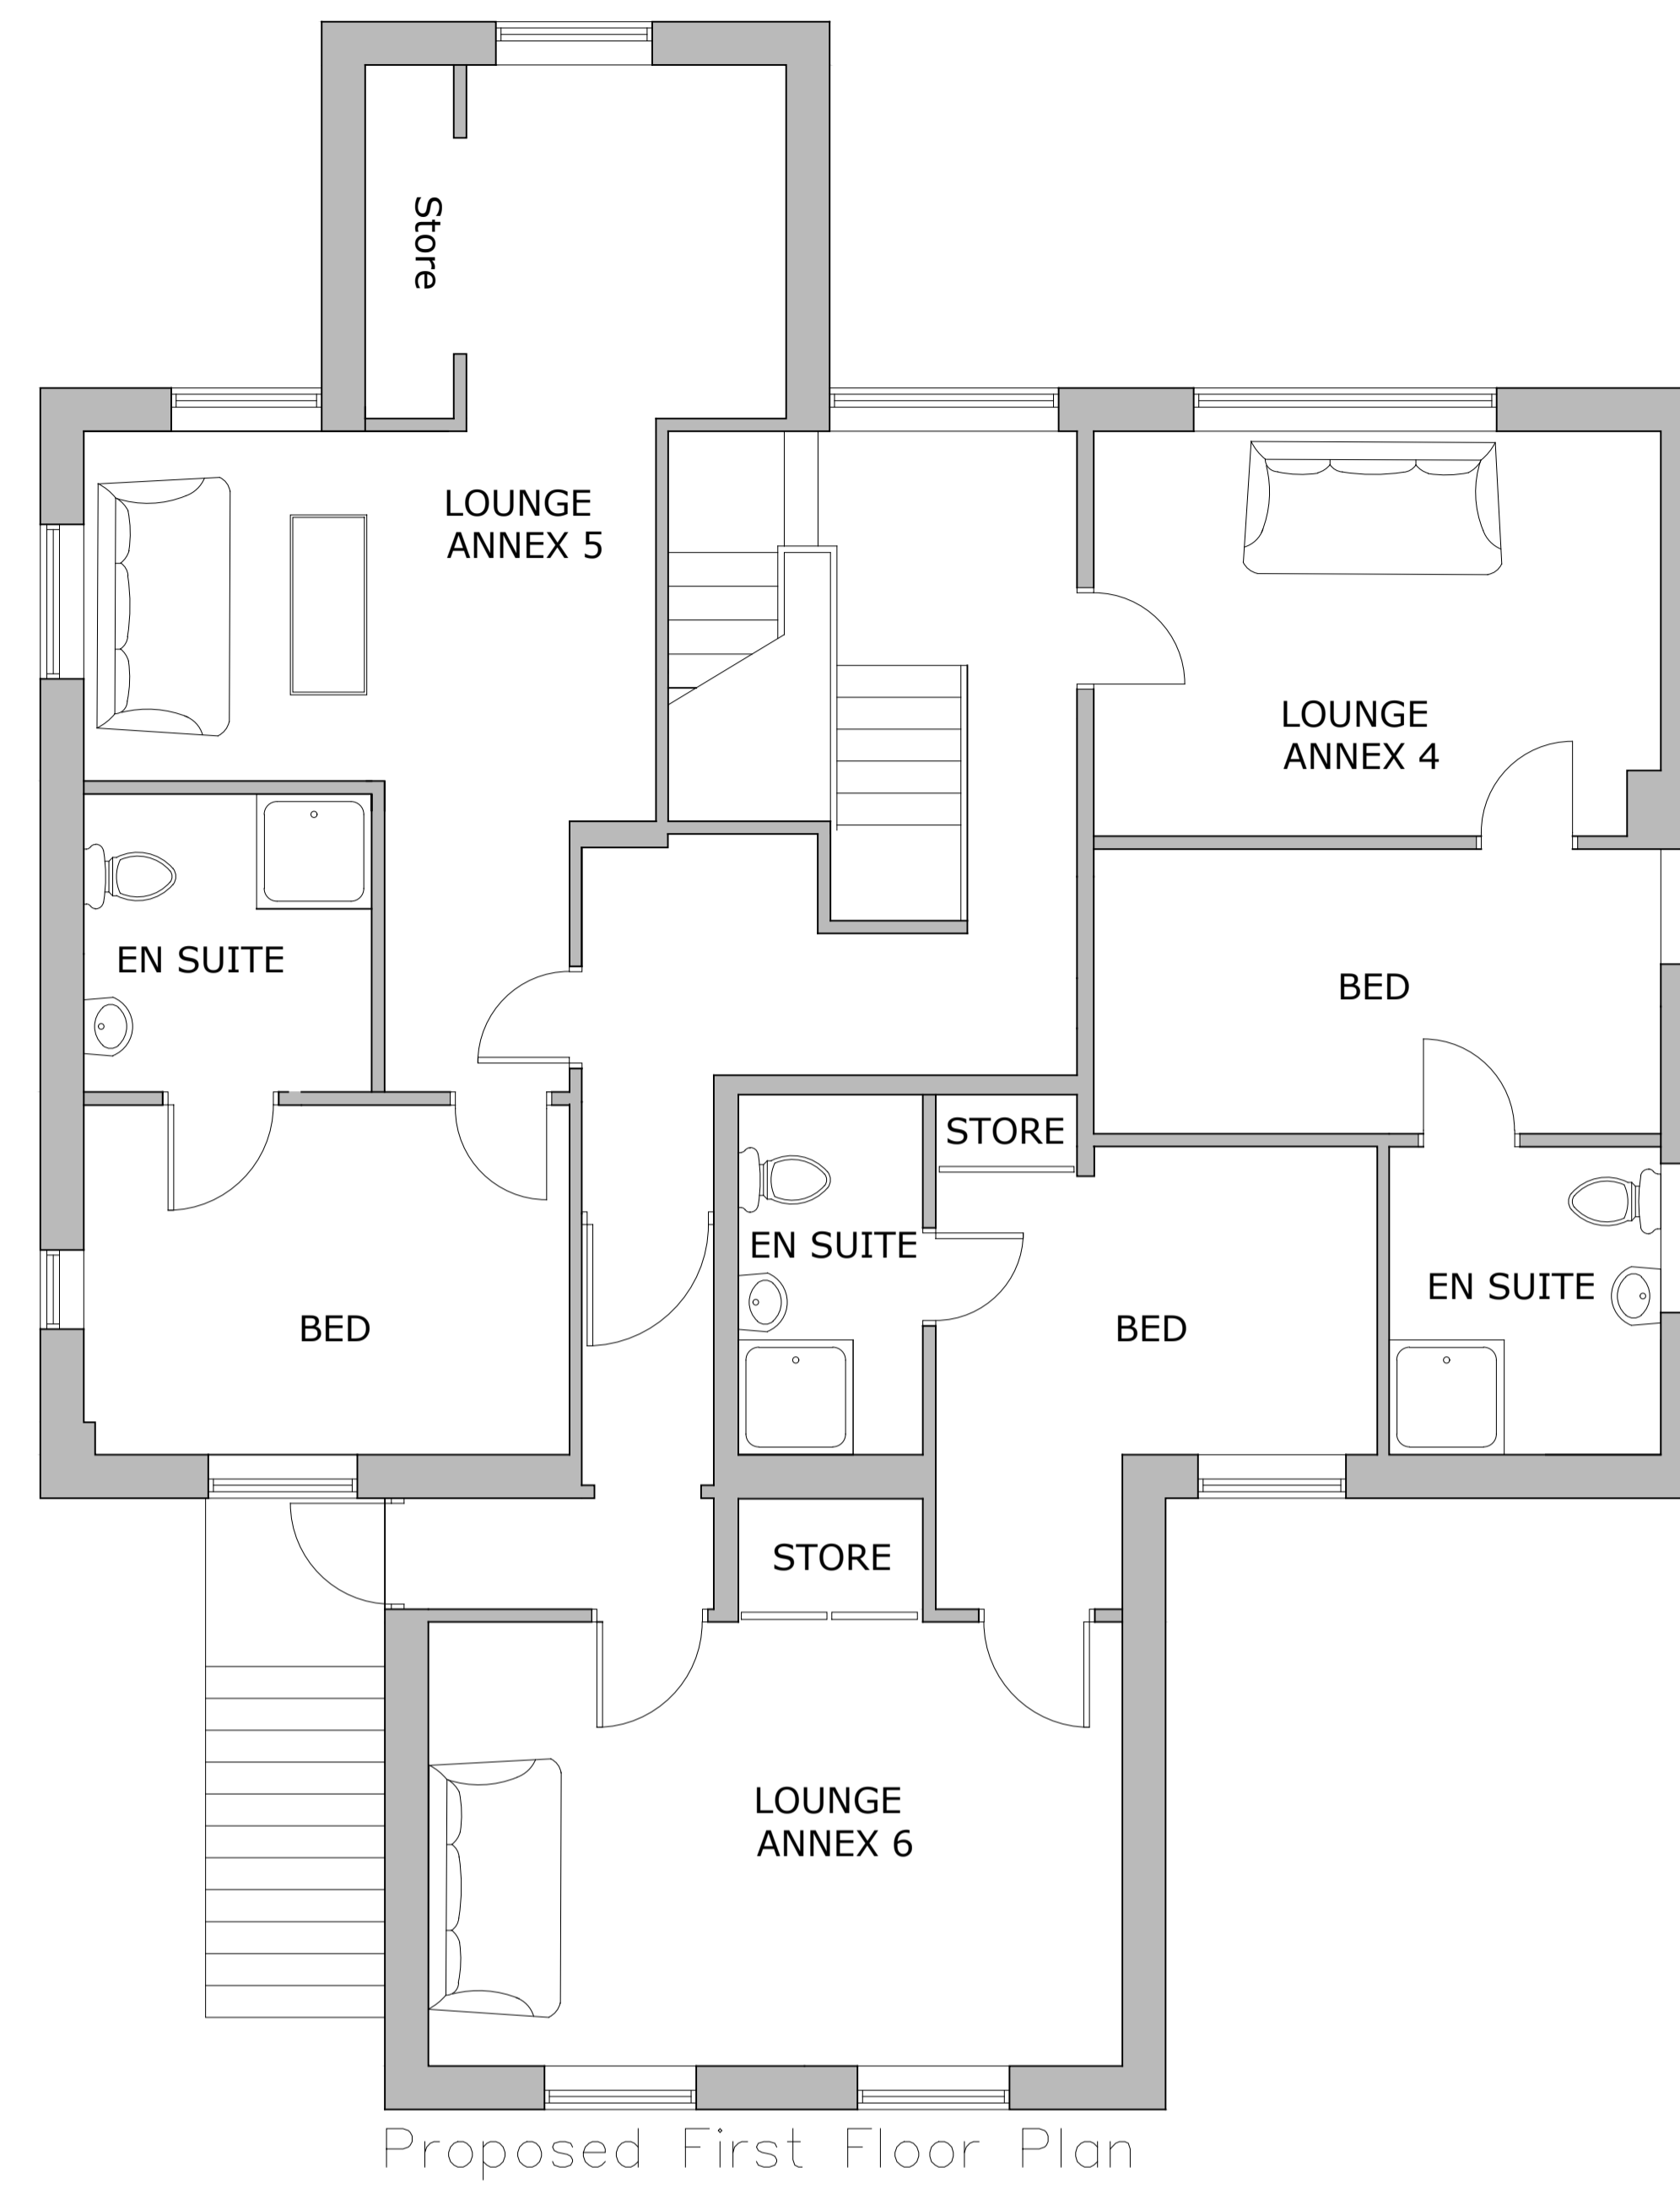 Store
LOUNGE
ANNEX 5
LOUNGE
ANNEX 4
EN SUITE
BED
STORE
EN SUITE
EN SUITE
BED
BED
STORE
LOUNGE
ANNEX 6
Proposed First Floor Plan